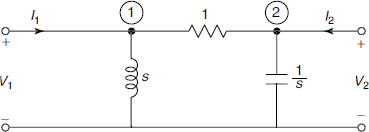 1 1 2
I₁ I₂
+ +
s 1/s
V₁ V₂
– –